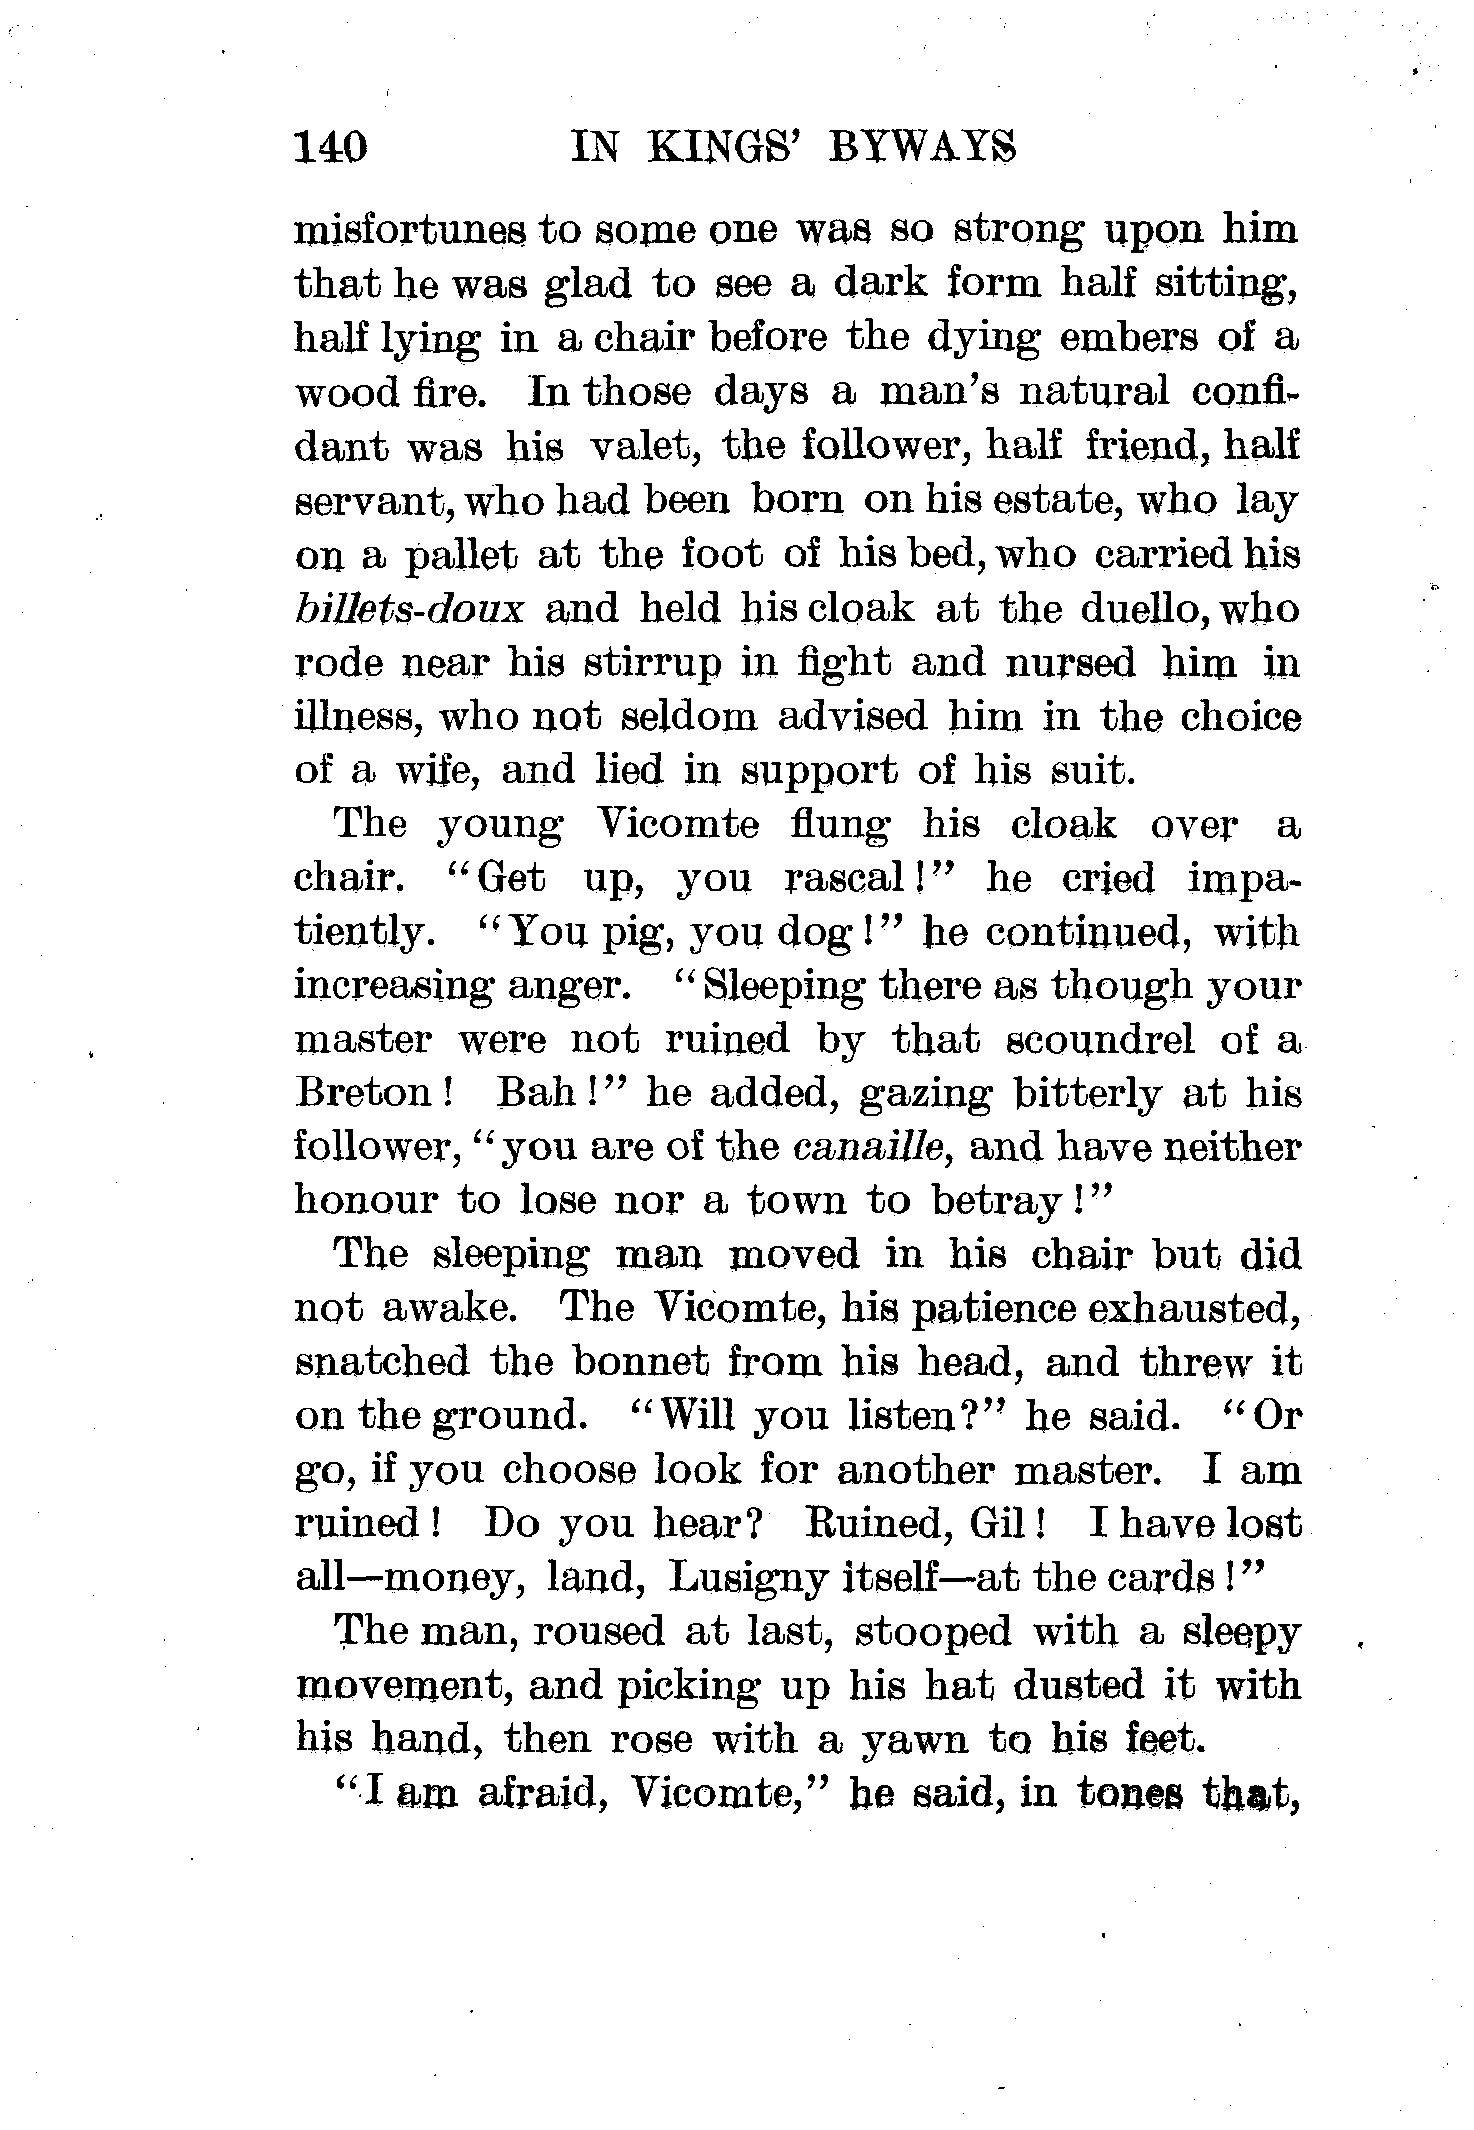 140 IN KINGS' BYWAYS
misfortunes to some one was so strong upon him
that he was glad to see a dark form half sitting,
half lying in a chair before the dying embers of a
wood fire. In those days a man's natural confi-
dant was his valet, the follower, half friend, half
servant, who had been born on his estate, who lay
on a pallet at the foot of his bed, who carried his
billets-doux and held his cloak at the duello, who
rode near his stirrup in fight and nursed him in
illness, who not seldom advised him in the choice
of a wife, and lied in support of his suit.
The young Vicomte flung his cloak over a
chair. "Get up, you rascal!" he cried impa-
tiently. "You pig, you dog!" he continued, with
increasing anger. "Sleeping there as though your
master were not ruined by that scoundrel of a
Breton! Bah!" he added, gazing bitterly at his
follower, "you are of the canaille, and have neither
honour to lose nor a town to betray!"
The sleeping man moved in his chair but did
not awake. The Vicomte, his patience exhausted,
snatched the bonnet from his head, and threw it
on the ground. "Will you listen?" he said. "Or
go, if you choose look for another master. I am
ruined! Do you hear? Ruined, Gil! I have lost
all—money, land, Lusigny itself—at the cards!"
The man, roused at last, stooped with a sleepy
movement, and picking up his hat dusted it with
his hand, then rose with a yawn to his feet.
"I am afraid, Vicomte," he said, in tones that,